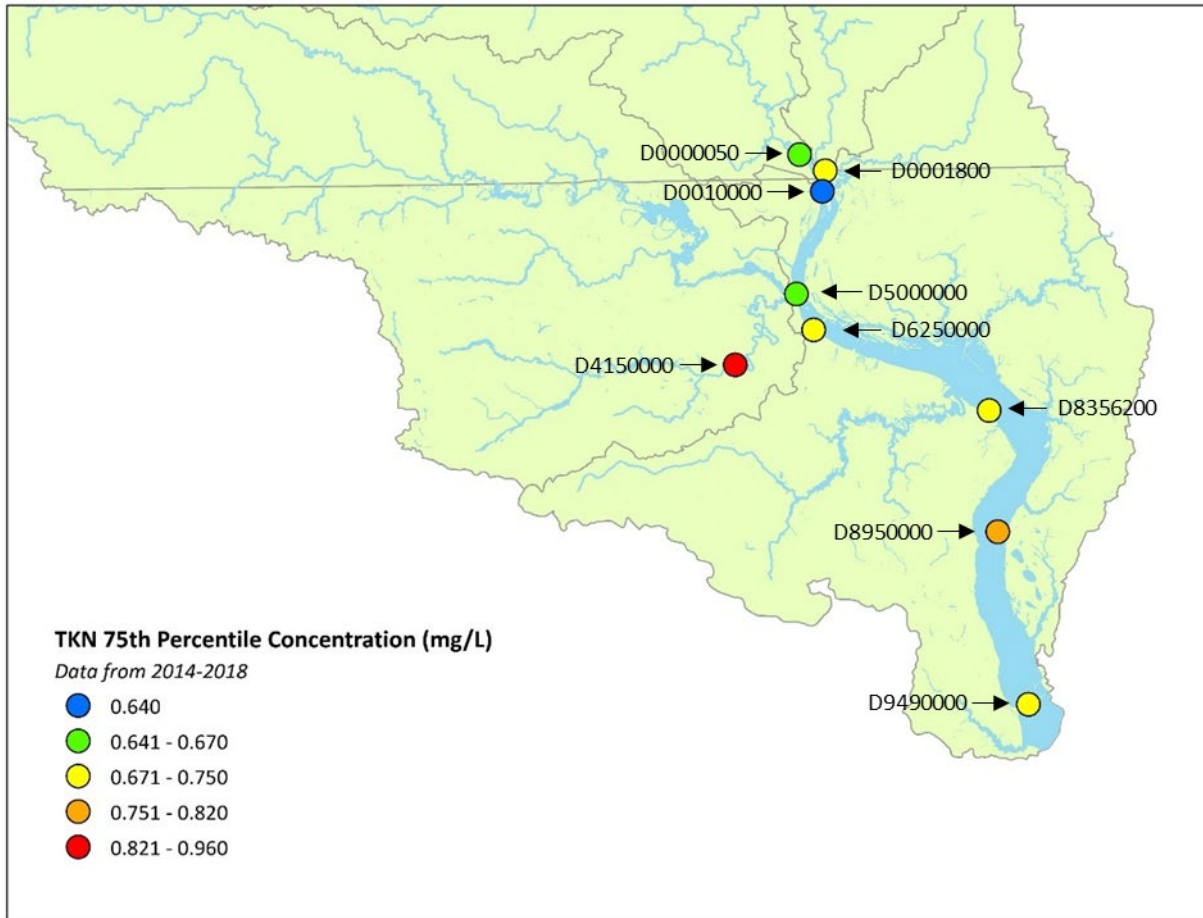 D0000050
D0001800
D0010000
D5000000
D6250000
D4150000
D8356200
D8950000
D9490000
TKN 75th Percentile Concentration (mg/L)
Data from 2014-2018
0.640
0.641 - 0.670
0.671 - 0.750
0.751 - 0.820
0.821 - 0.960